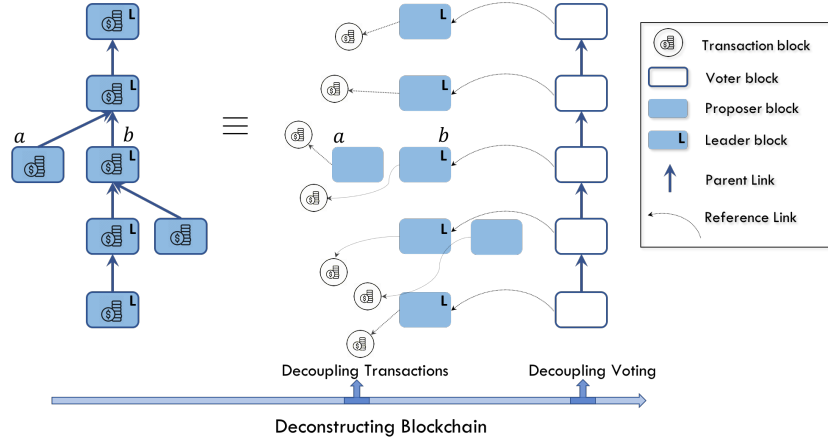 L
L
a
b
L
L
L
≡
L
L
a
b
L
L
L
Transaction block
Voter block
Proposer block
L
Leader block
Parent Link
Reference Link
Decoupling Transactions
Decoupling Voting
Deconstructing Blockchain